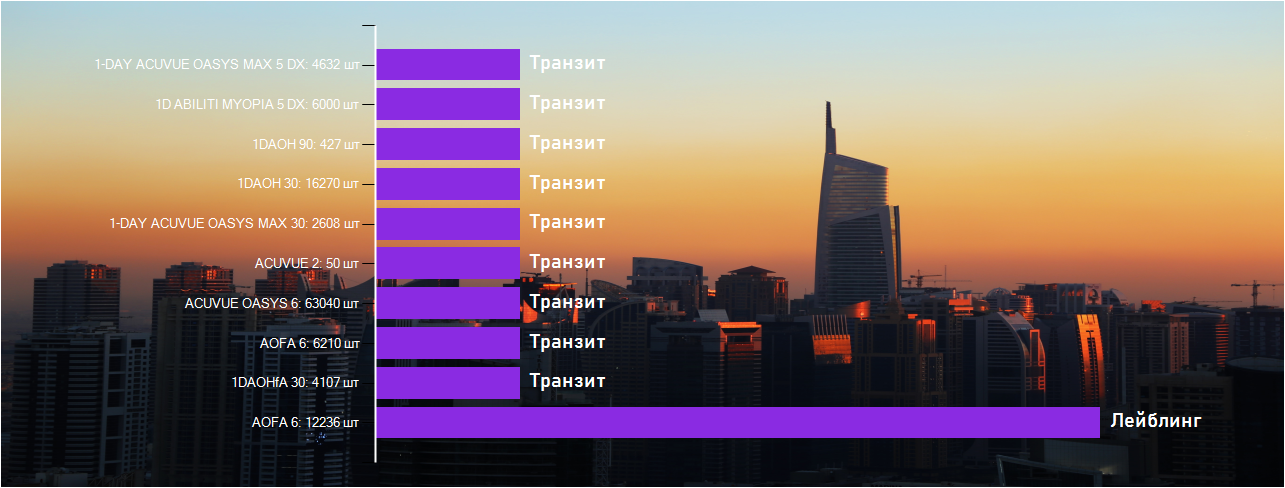 1-DAY ACUVUE OASYS MAX 5 DX: 4632 шт Транзит
1D ABILITI MYOPIA 5 DX: 6000 шт Транзит
1DAOH 90: 427 шт Транзит
1DAOH 30: 16270 шт Транзит
1-DAY ACUVUE OASYS MAX 30: 2608 шт Транзит
ACUVUE 2: 50 шт Транзит
ACUVUE OASYS 6: 63040 шт Транзит
AOFA 6: 6210 шт Транзит
1DAOHfA 30: 4107 шт Транзит
AOFA 6: 12236 шт Лейблинг